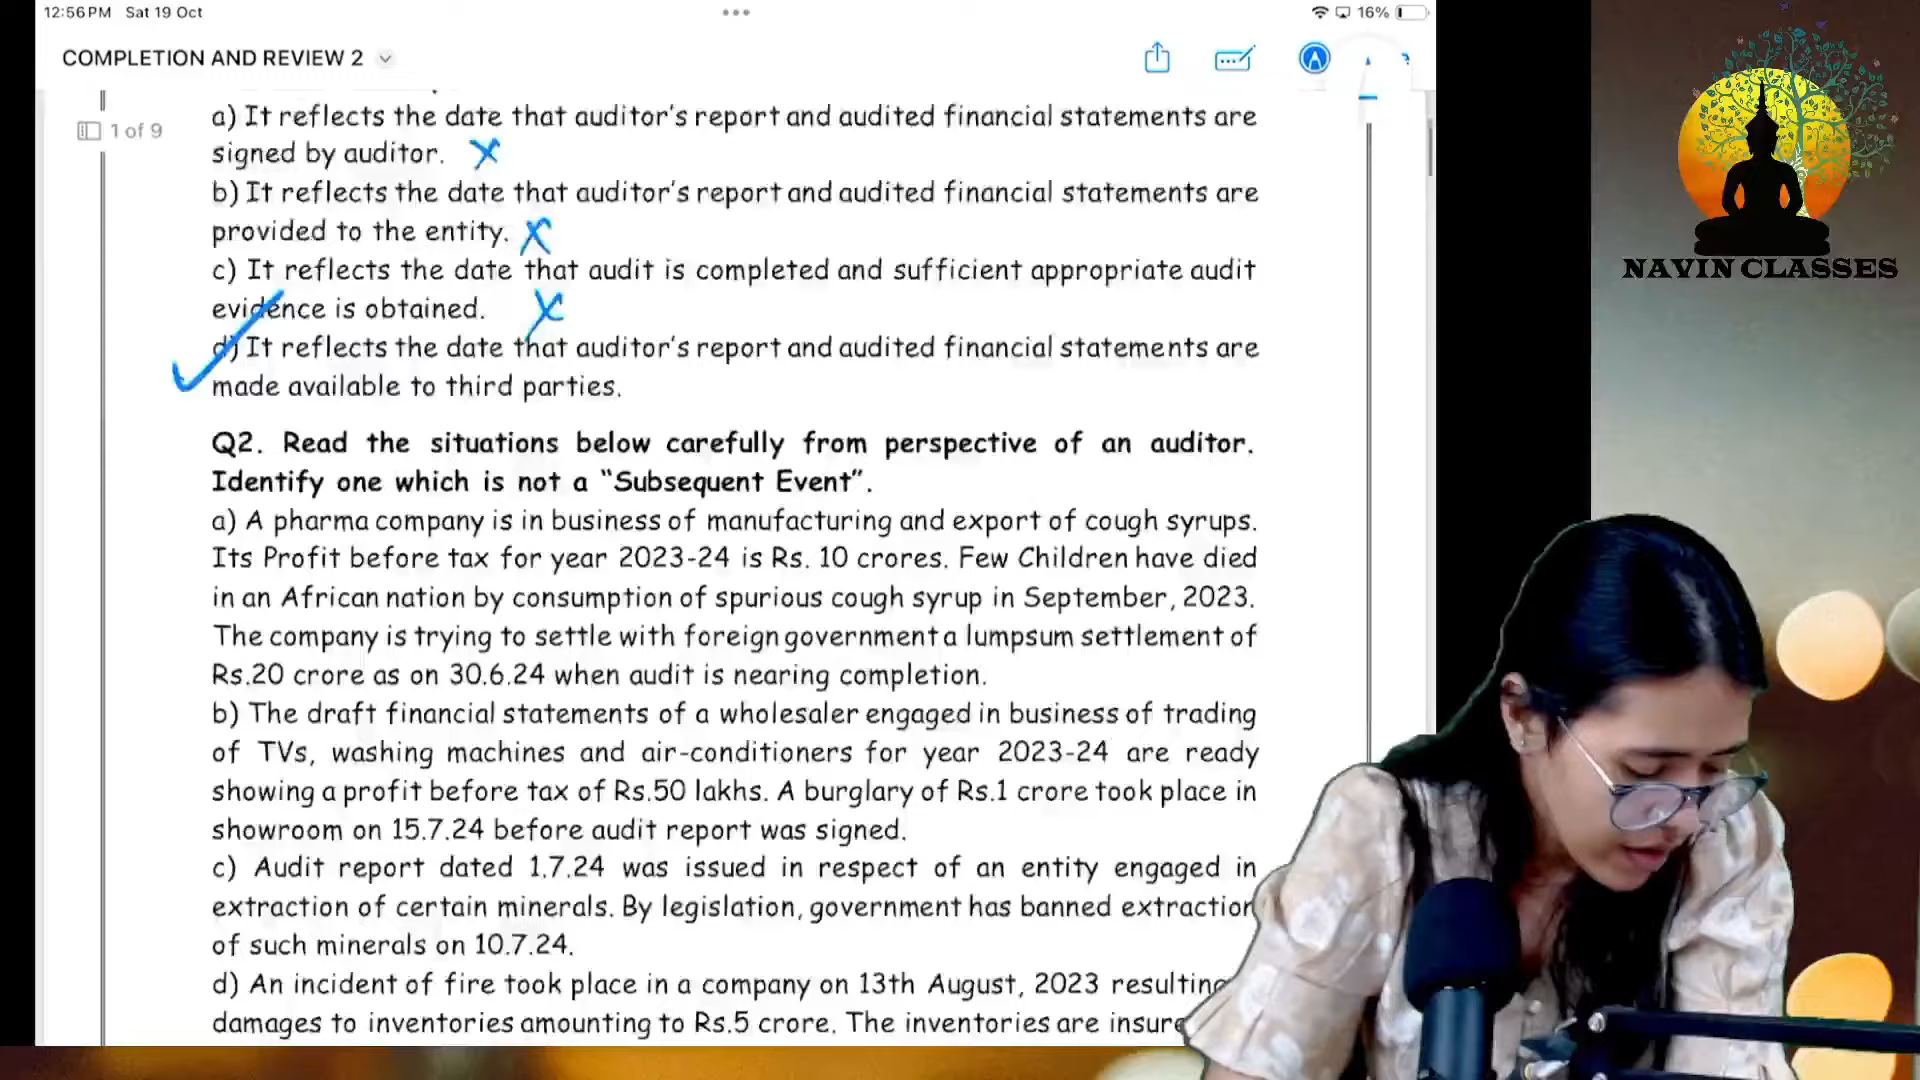 12:56 PM Sat 19 Oct
16%
COMPLETION AND REVIEW 2
1 of 9
a) It reflects the date that auditor's report and audited financial statements are
signed by auditor.
b) It reflects the date that auditor's report and audited financial statements are
provided to the entity.
c) It reflects the date that audit is completed and sufficient appropriate audit
evidence is obtained.
d) It reflects the date that auditor's report and audited financial statements are
made available to third parties.
Q2. Read the situations below carefully from perspective of an auditor.
Identify one which is not a "Subsequent Event".
a) A pharma company is in business of manufacturing and export of cough syrups.
Its Profit before tax for year 2023-24 is Rs. 10 crores. Few Children have died
in an African nation by consumption of spurious cough syrup in September, 2023.
The company is trying to settle with foreign government a lumpsum settlement of
Rs.20 crore as on 30.6.24 when audit is nearing completion.
b) The draft financial statements of a wholesaler engaged in business of trading
of TVs, washing machines and air-conditioners for year 2023-24 are ready
showing a profit before tax of Rs.50 lakhs. A burglary of Rs.1 crore took place in
showroom on 15.7.24 before audit report was signed.
c) Audit report dated 1.7.24 was issued in respect of an entity engaged in
extraction of certain minerals. By legislation, government has banned extraction
of such minerals on 10.7.24.
d) An incident of fire took place in a company on 13th August, 2023 resulting
damages to inventories amounting to Rs.5 crore. The inventories are
NAVIN CLASSES